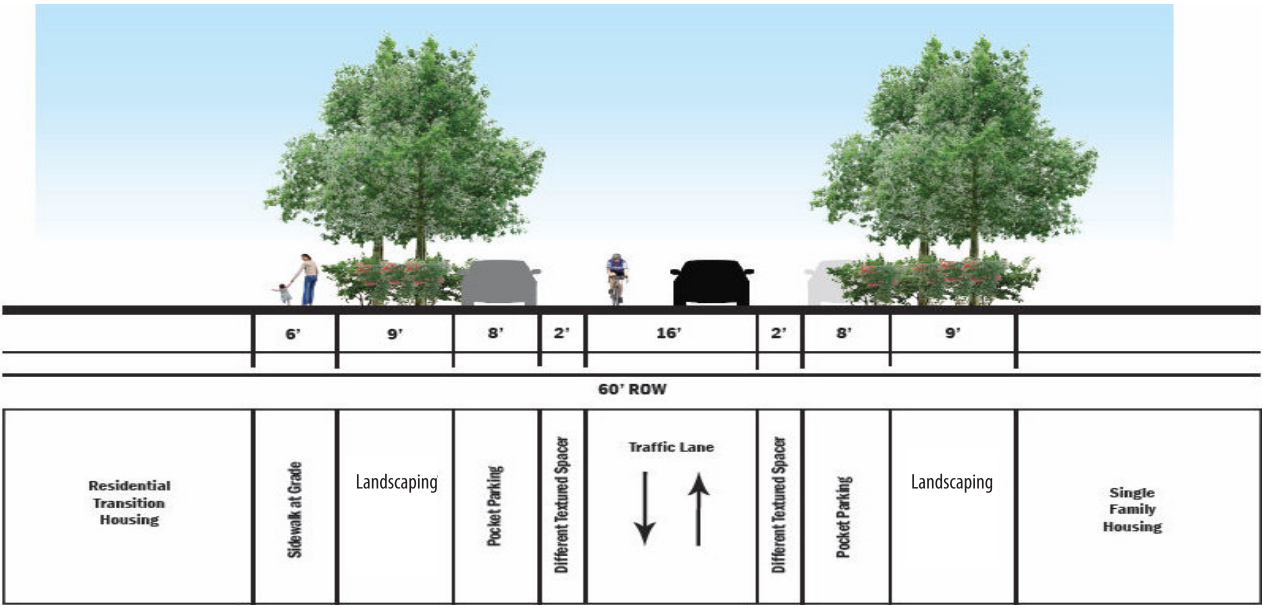 6’ 9’ 8’ 2’ 16’ 2’ 8’ 9’
60’ ROW
Residential
Transition
Housing
Sidewalk at Grade
Landscaping
Pocket Parking
Different Textured Spacer
Traffic Lane
Different Textured Spacer
Pocket Parking
Landscaping
Single
Family
Housing